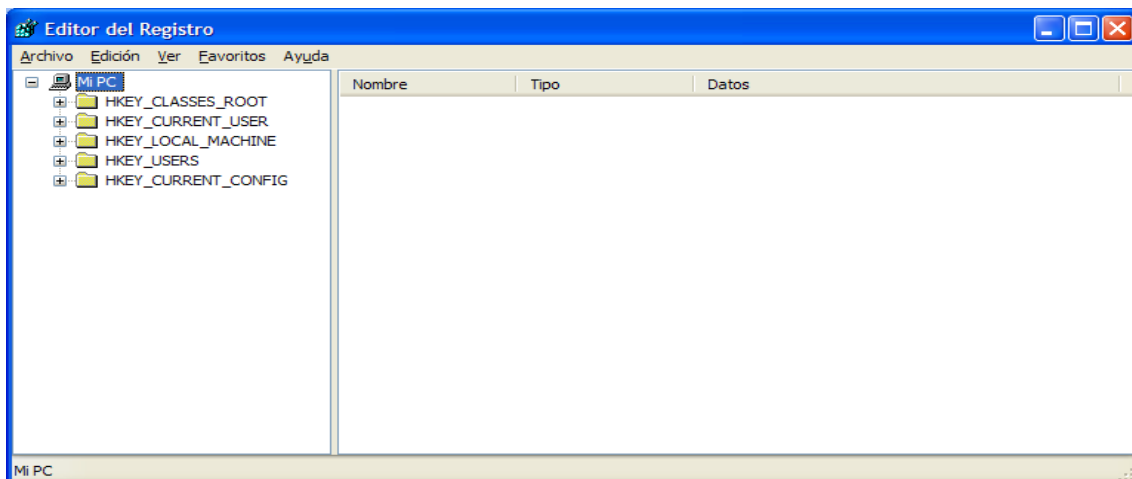 Editor del Registro
Archivo Edición Ver Favoritos Ayuda
Mi PC
Nombre Tipo Datos
HKEY_CLASSES_ROOT
HKEY_CURRENT_USER
HKEY_LOCAL_MACHINE
HKEY_USERS
HKEY_CURRENT_CONFIG
Mi PC